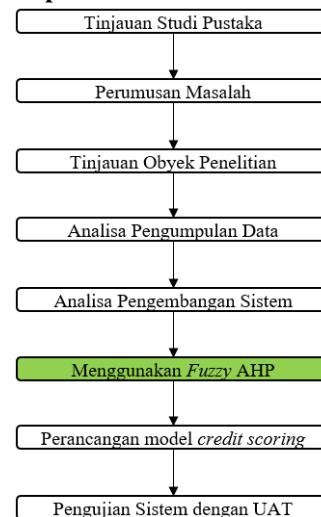 Tinjauan Studi Pustaka
Perumusan Masalah
Tinjauan Obyek Penelitian
Analisa Pengumpulan Data
Analisa Pengembangan Sistem
Menggunakan Fuzzy AHP
Perancangan model credit scoring
Pengujian Sistem dengan UAT